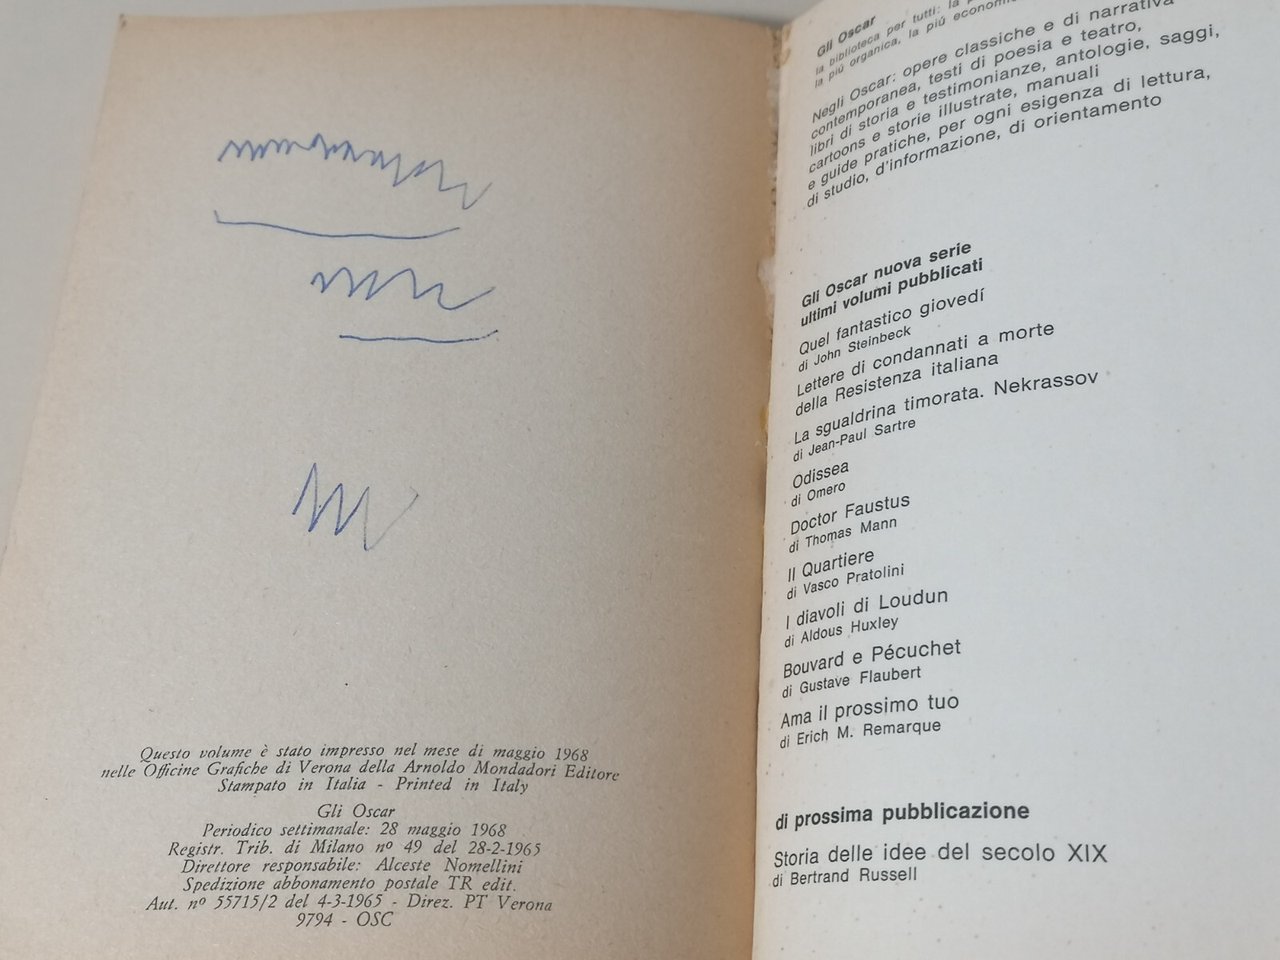 Questo volume è stato impresso nel mese di maggio 1968
nelle Officine Grafiche di Verona della Arnoldo Mondadori Editore
Stampato in Italia - Printed in Italy
Gli Oscar
Periodico settimanale: 28 maggio 1968
Registr. Trib. di Milano nº 49 del 28-2-1965
Direttore responsabile: Alceste Nomellini
Spedizione abbonamento postale TR edit.
Aut. nº 55715/2 del 4-3-1965 - Direz. PT Verona
9794 - OSC
Gli Oscar
la biblioteca per tutti: la
la piú organica, la piú
Negli Oscar: opere classiche e di narrativa
contemporanea, testi di poesia e teatro,
libri di storia e testimonianze, antologie, saggi,
cartoons e storie illustrate, manuali
e guide pratiche, per ogni esigenza di lettura,
di studio, d'informazione, di orientamento
Gli Oscar nuova serie
ultimi volumi pubblicati
Quel fantastico giovedí
di John Steinbeck
Lettere di condannati a morte
della Resistenza italiana
La sgualdrina timorata. Nekrassov
di Jean-Paul Sartre
Odissea
di Omero
Doctor Faustus
di Thomas Mann
Il Quartiere
di Vasco Pratolini
I diavoli di Loudun
di Aldous Huxley
Bouvard e Pécuchet
di Gustave Flaubert
Ama il prossimo tuo
di Erich M. Remarque
di prossima pubblicazione
Storia delle idee del secolo XIX
di Bertrand Russell